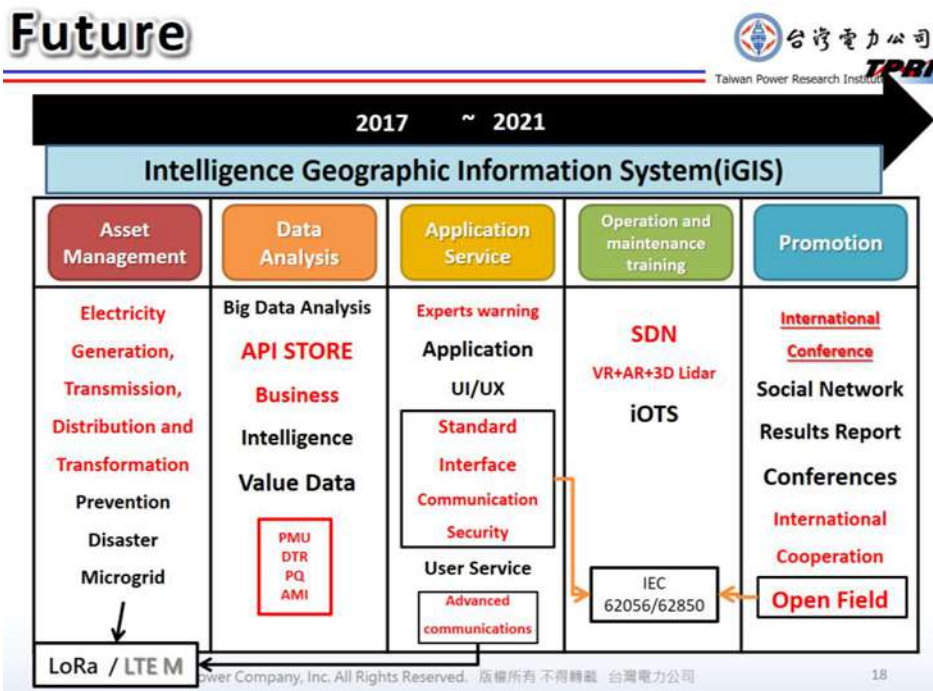 Future
台灣電力公司
Taiwan Power Research Institu
TPRI
2017 ~ 2021
Intelligence Geographic Information System(iGIS)
Asset
Management
Electricity
Generation,
Transmission,
Distribution and
Transformation
Prevention
Disaster
Microgrid
LoRa / LTE M
Data
Analysis
Big Data Analysis
API STORE
Business
Intelligence
Value Data
PMU
DTR
PQ
AMI
Application
Service
Experts warning
Application
UI/UX
Standard
Interface
Communication
Security
User Service
Advanced
communications
Operation and
maintenance
training
SDN
VR+AR+3D Lidar
iOTS
IEC
62056/62850
Promotion
International
Conference
Social Network
Results Report
Conferences
International
Cooperation
Open Field
ower Company, Inc. All Rights Reserved. 版權所有 不得轉載 台灣電力公司
18